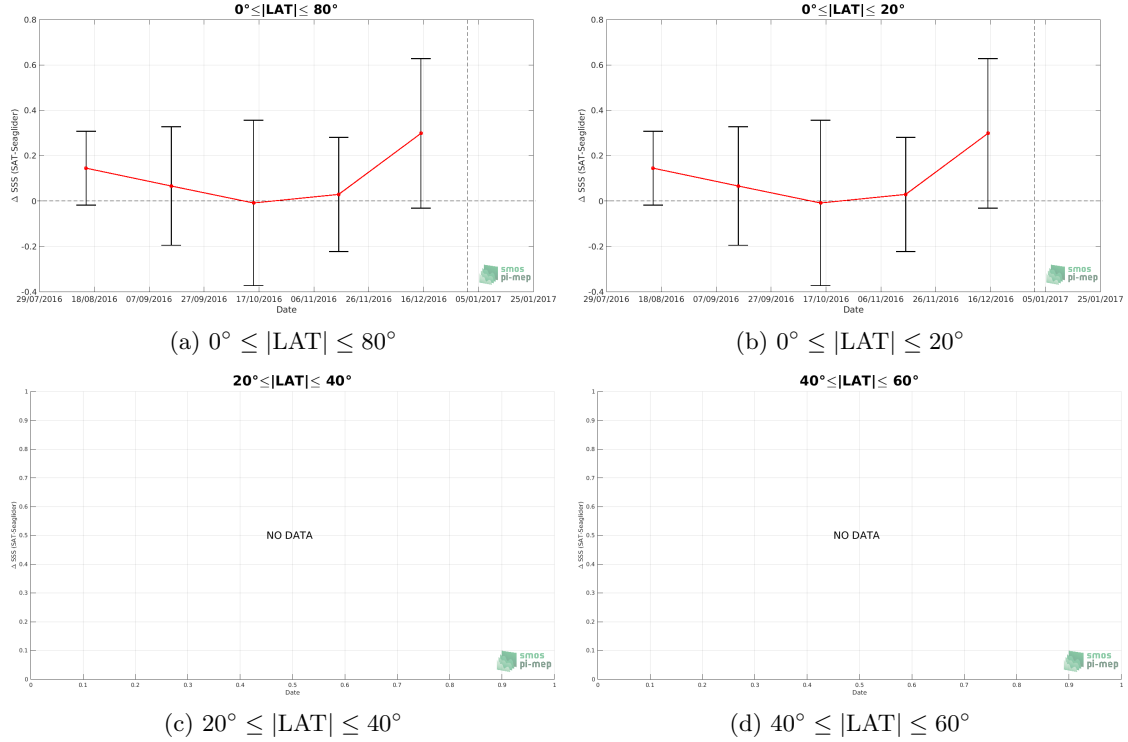 0°≤|LAT|≤ 80°
0.8
0.6
0.4
0.2
0
-0.2
-0.4
Δ SSS (SAT-Seaglider)
29/07/2016 18/08/2016 07/09/2016 27/09/2016 17/10/2016 06/11/2016 26/11/2016 16/12/2016 05/01/2017 25/01/2017
Date
smos
pi-mep
(a) 0° ≤ |LAT| ≤ 80°
0°≤|LAT|≤ 20°
0.8
0.6
0.4
0.2
0
-0.2
-0.4
Δ SSS (SAT-Seaglider)
29/07/2016 18/08/2016 07/09/2016 27/09/2016 17/10/2016 06/11/2016 26/11/2016 16/12/2016 05/01/2017 25/01/2017
Date
smos
pi-mep
(b) 0° ≤ |LAT| ≤ 20°
20°≤|LAT|≤ 40°
1
0.9
0.8
0.7
0.6
0.5
0.4
0.3
0.2
0.1
0
Δ SSS (SAT-Seaglider)
NO DATA
0 0.1 0.2 0.3 0.4 0.5 0.6 0.7 0.8 0.9 1
Date
smos
pi-mep
(c) 20° ≤ |LAT| ≤ 40°
40°≤|LAT|≤ 60°
1
0.9
0.8
0.7
0.6
0.5
0.4
0.3
0.2
0.1
0
Δ SSS (SAT-Seaglider)
NO DATA
0 0.1 0.2 0.3 0.4 0.5 0.6 0.7 0.8 0.9 1
Date
smos
pi-mep
(d) 40° ≤ |LAT| ≤ 60°